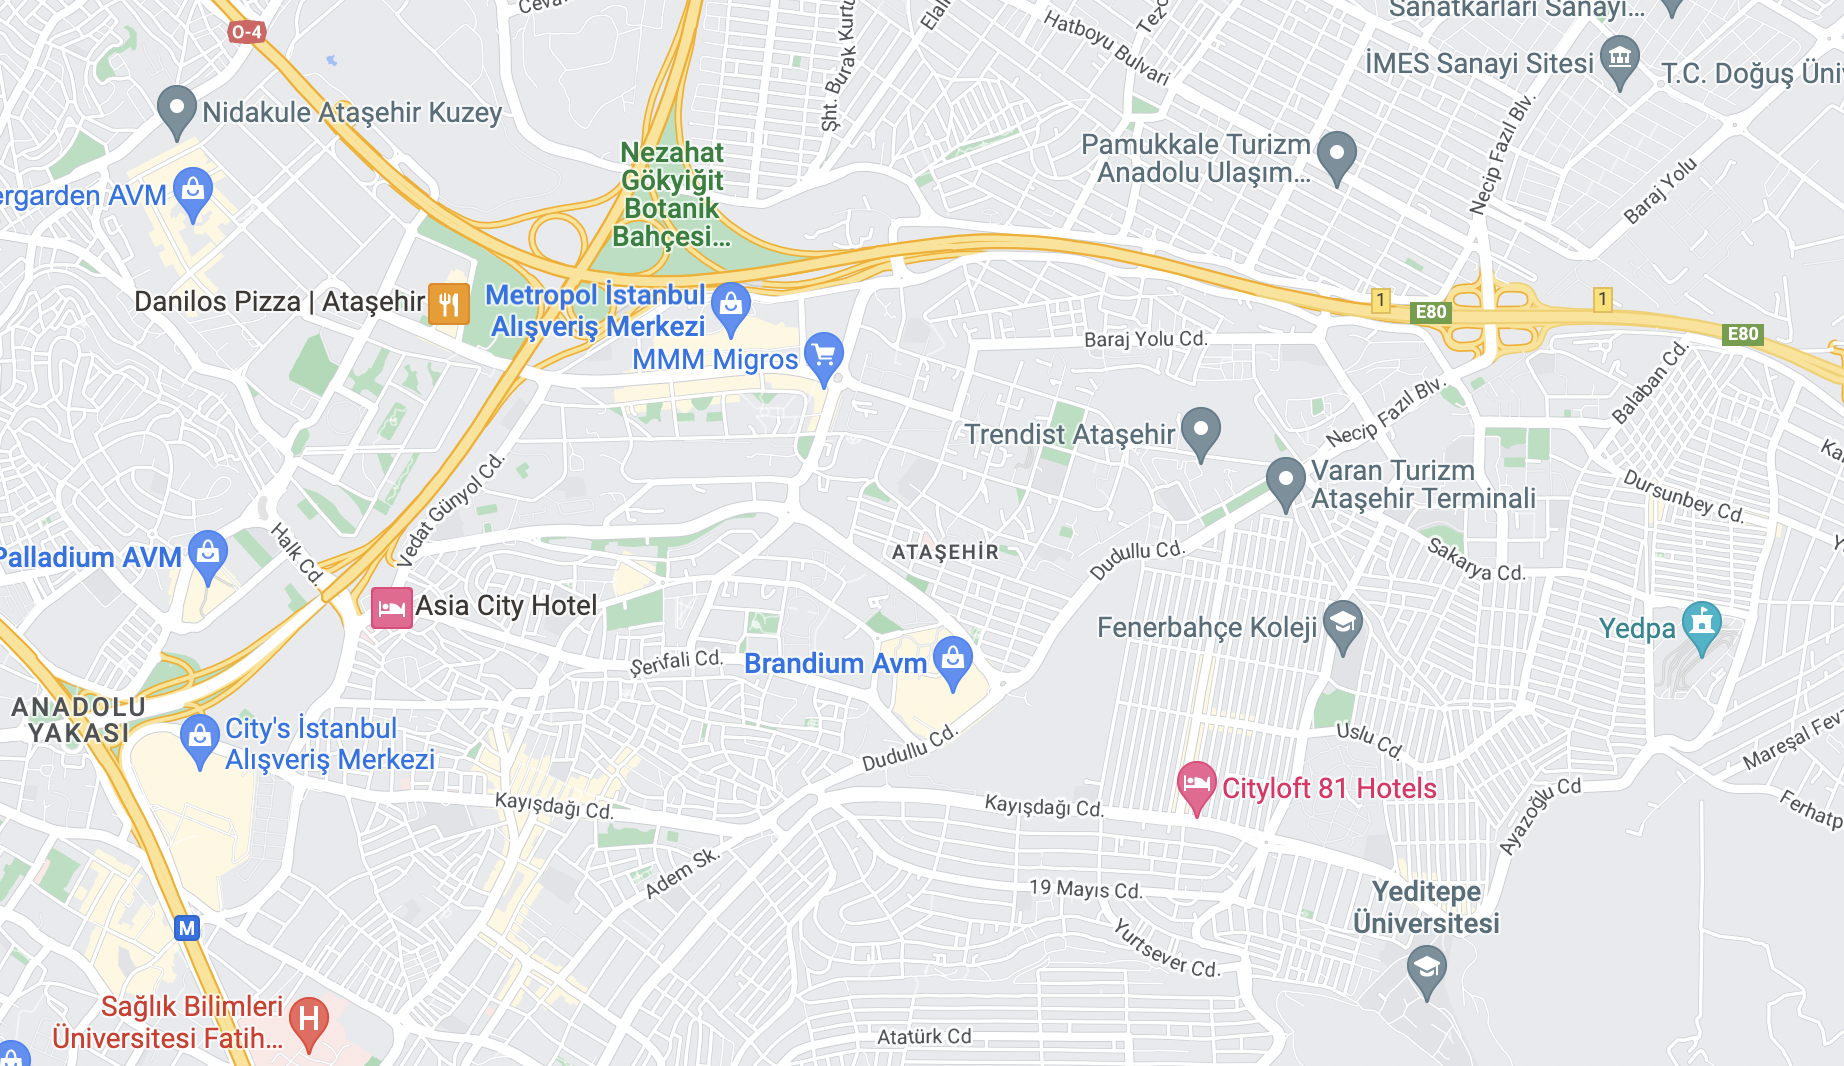 Ceva
O-4
Nidakule Ataşehir Kuzey
ergarden AVM
Nezahat
Gökyiğit
Botanik
Bahçesi...
Şht. Burak Kurtu
Elali
Tezo
Hatboyu Bulvarı
Sanatkarları Sanayi...
İMES Sanayi Sitesi
T.C. Doğuş Üni
Pamukkale Turizm
Anadolu Ulaşım...
Necip Fazıl Blv.
Baraj Yolu
Danilos Pizza | Ataşehir
Metropol İstanbul
Alışveriş Merkezi
MMM Migros
1
E80
1
E80
Baraj Yolu Cd.
Balaban Cd.
Necip Fazıl Blv.
Trendist Ataşehir
Varan Turizm
Ataşehir Terminali
Dursunbey Cd.
Ka
Y
Vedat Günyol Cd.
Halk Cd.
Palladium AVM
ATAŞEHİR
Dudullu Cd.
Sakarya Cd.
Asia City Hotel
Fenerbahçe Koleji
Yedpa
Şerifali Cd.
Brandium Avm
ANADOLU
YAKASI
City's İstanbul
Alışveriş Merkezi
Dudullu Cd.
Uslu Cd.
Mareşal Fevz
Kayışdağı Cd.
Kayışdağı Cd.
Cityloft 81 Hotels
Ayazoğlu Cd
Ferhatp
Adem Sk.
19 Mayıs Cd.
Yeditepe
Üniversitesi
M
Yurtsever Cd.
Sağlık Bilimleri
Üniversitesi Fatih...
H
Atatürk Cd